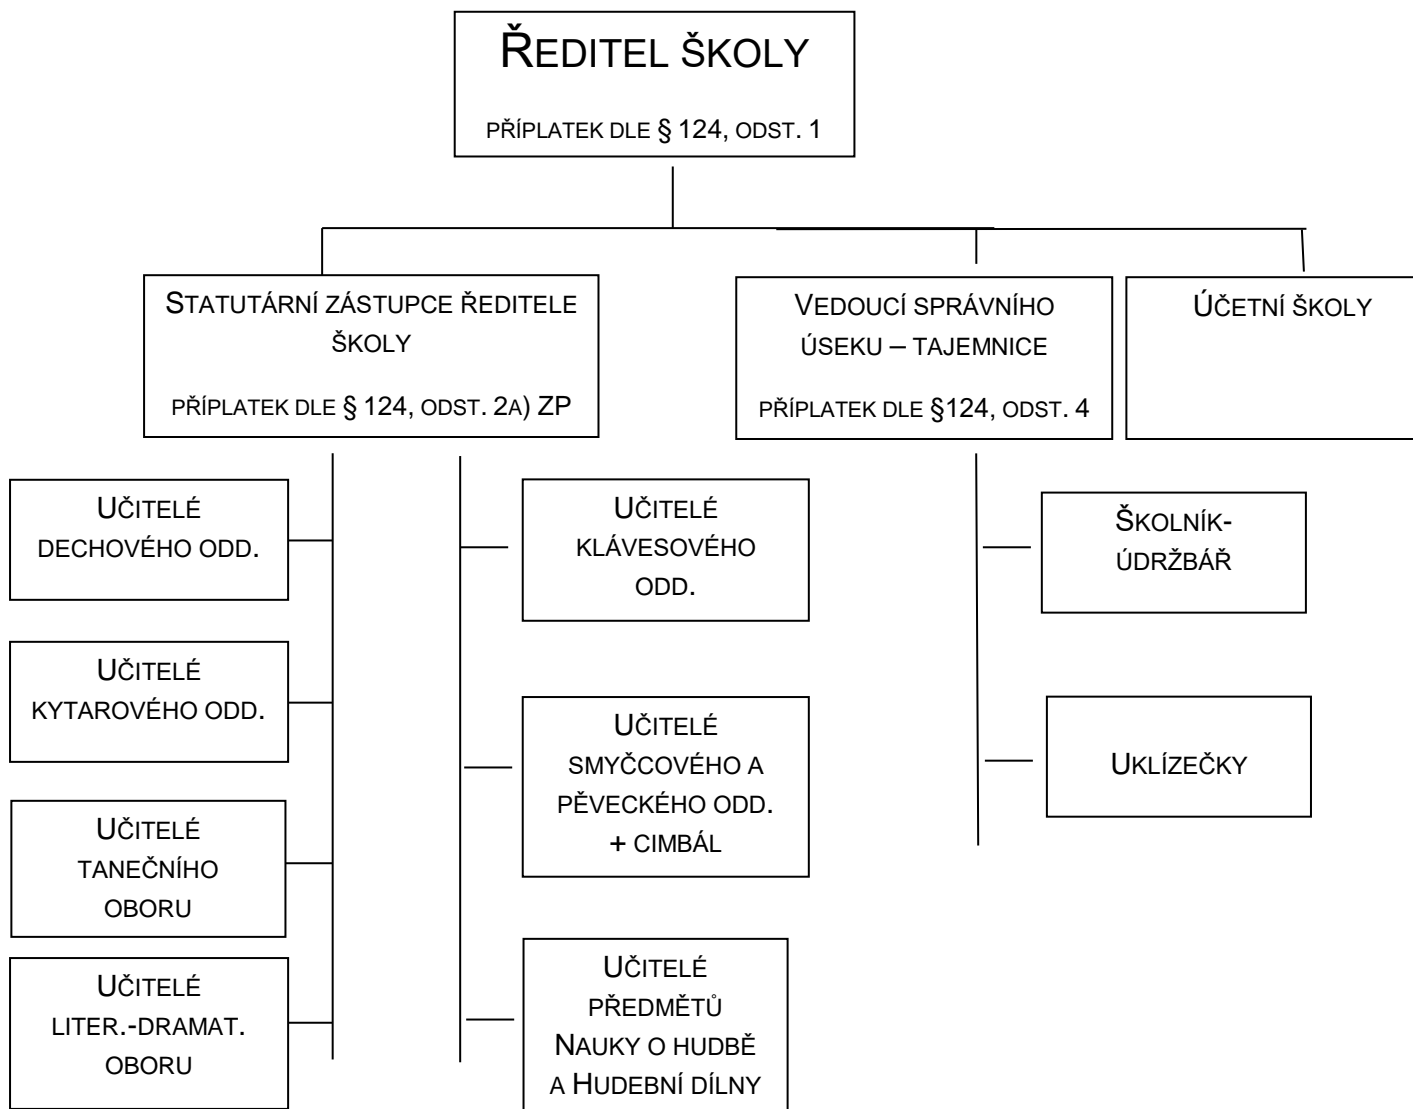 ŘEDITEL ŠKOLY
PŘÍPLATEK DLE § 124, ODST. 1
STATUTÁRNÍ ZÁSTUPCE ŘEDITELE
ŠKOLY
PŘÍPLATEK DLE § 124, ODST. 2A) ZP
VEDOUCÍ SPRÁVNÍHO
ÚSEKU – TAJEMNICE
PŘÍPLATEK DLE §124, ODST. 4
ÚČETNÍ ŠKOLY
UČITELÉ
DECHOVÉHO ODD.
UČITELÉ
KLÁVESOVÉHO
ODD.
ŠKOLNÍK-
ÚDRŽBÁŘ
UČITELÉ
KYTAROVÉHO ODD.
UČITELÉ
SMYČCOVÉHO A
PĚVECKÉHO ODD.
+ CIMBÁL
UKLÍZEČKY
UČITELÉ
TANEČNÍHO
OBORU
UČITELÉ
LITER.-DRAMAT.
OBORU
UČITELÉ
PŘEDMĚTŮ
NAUKY O HUDBĚ
A HUDEBNÍ DÍLNY